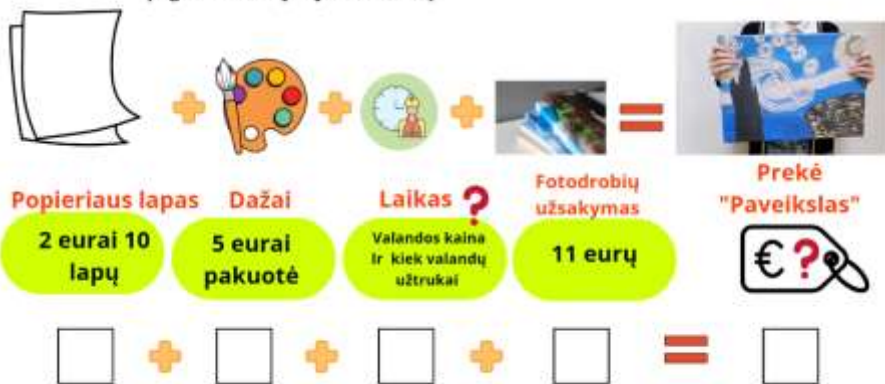 Popieriaus lapas
Dažai
Laikas ?
Fotodrobių
užsakymas
Prekė
"Paveikslas"
2 eurai 10
lapų
5 eurai
pakuotė
Valandos kaina
Ir kiek valandų
užtrukai
11 eurų
€ ?